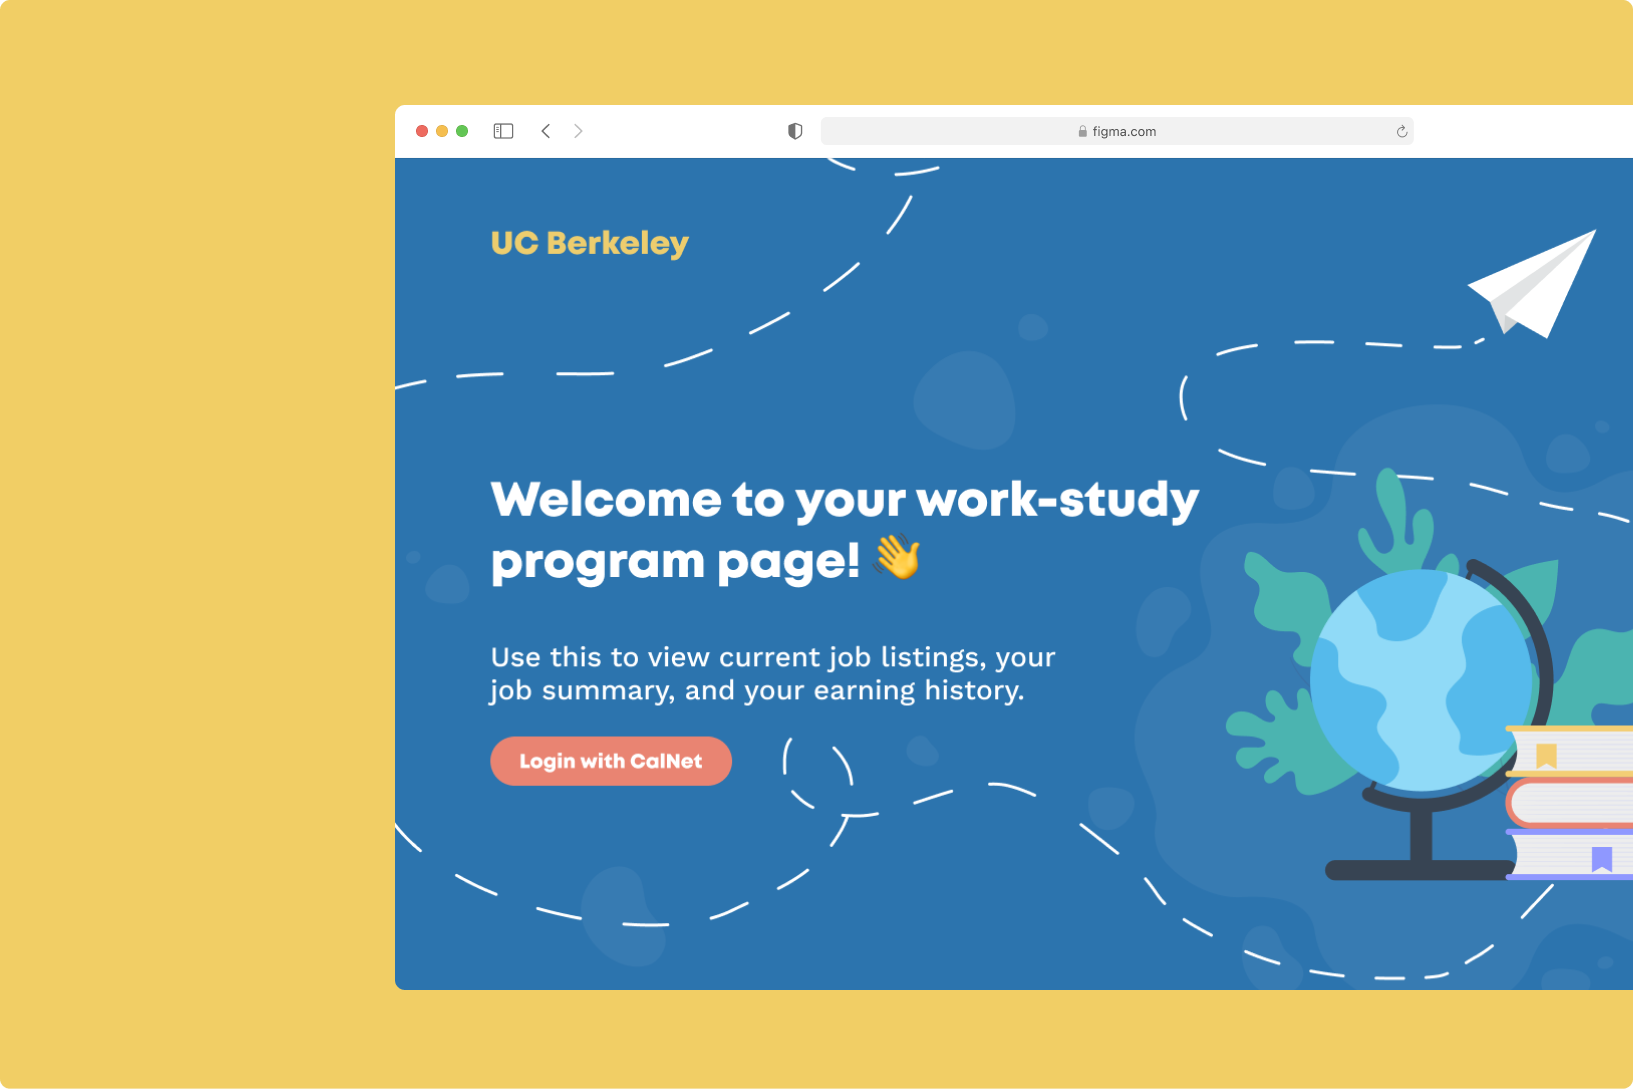 figma.com
UC Berkeley
Welcome to your work-study
program page! 👋
Use this to view current job listings, your
job summary, and your earning history.
Login with CalNet